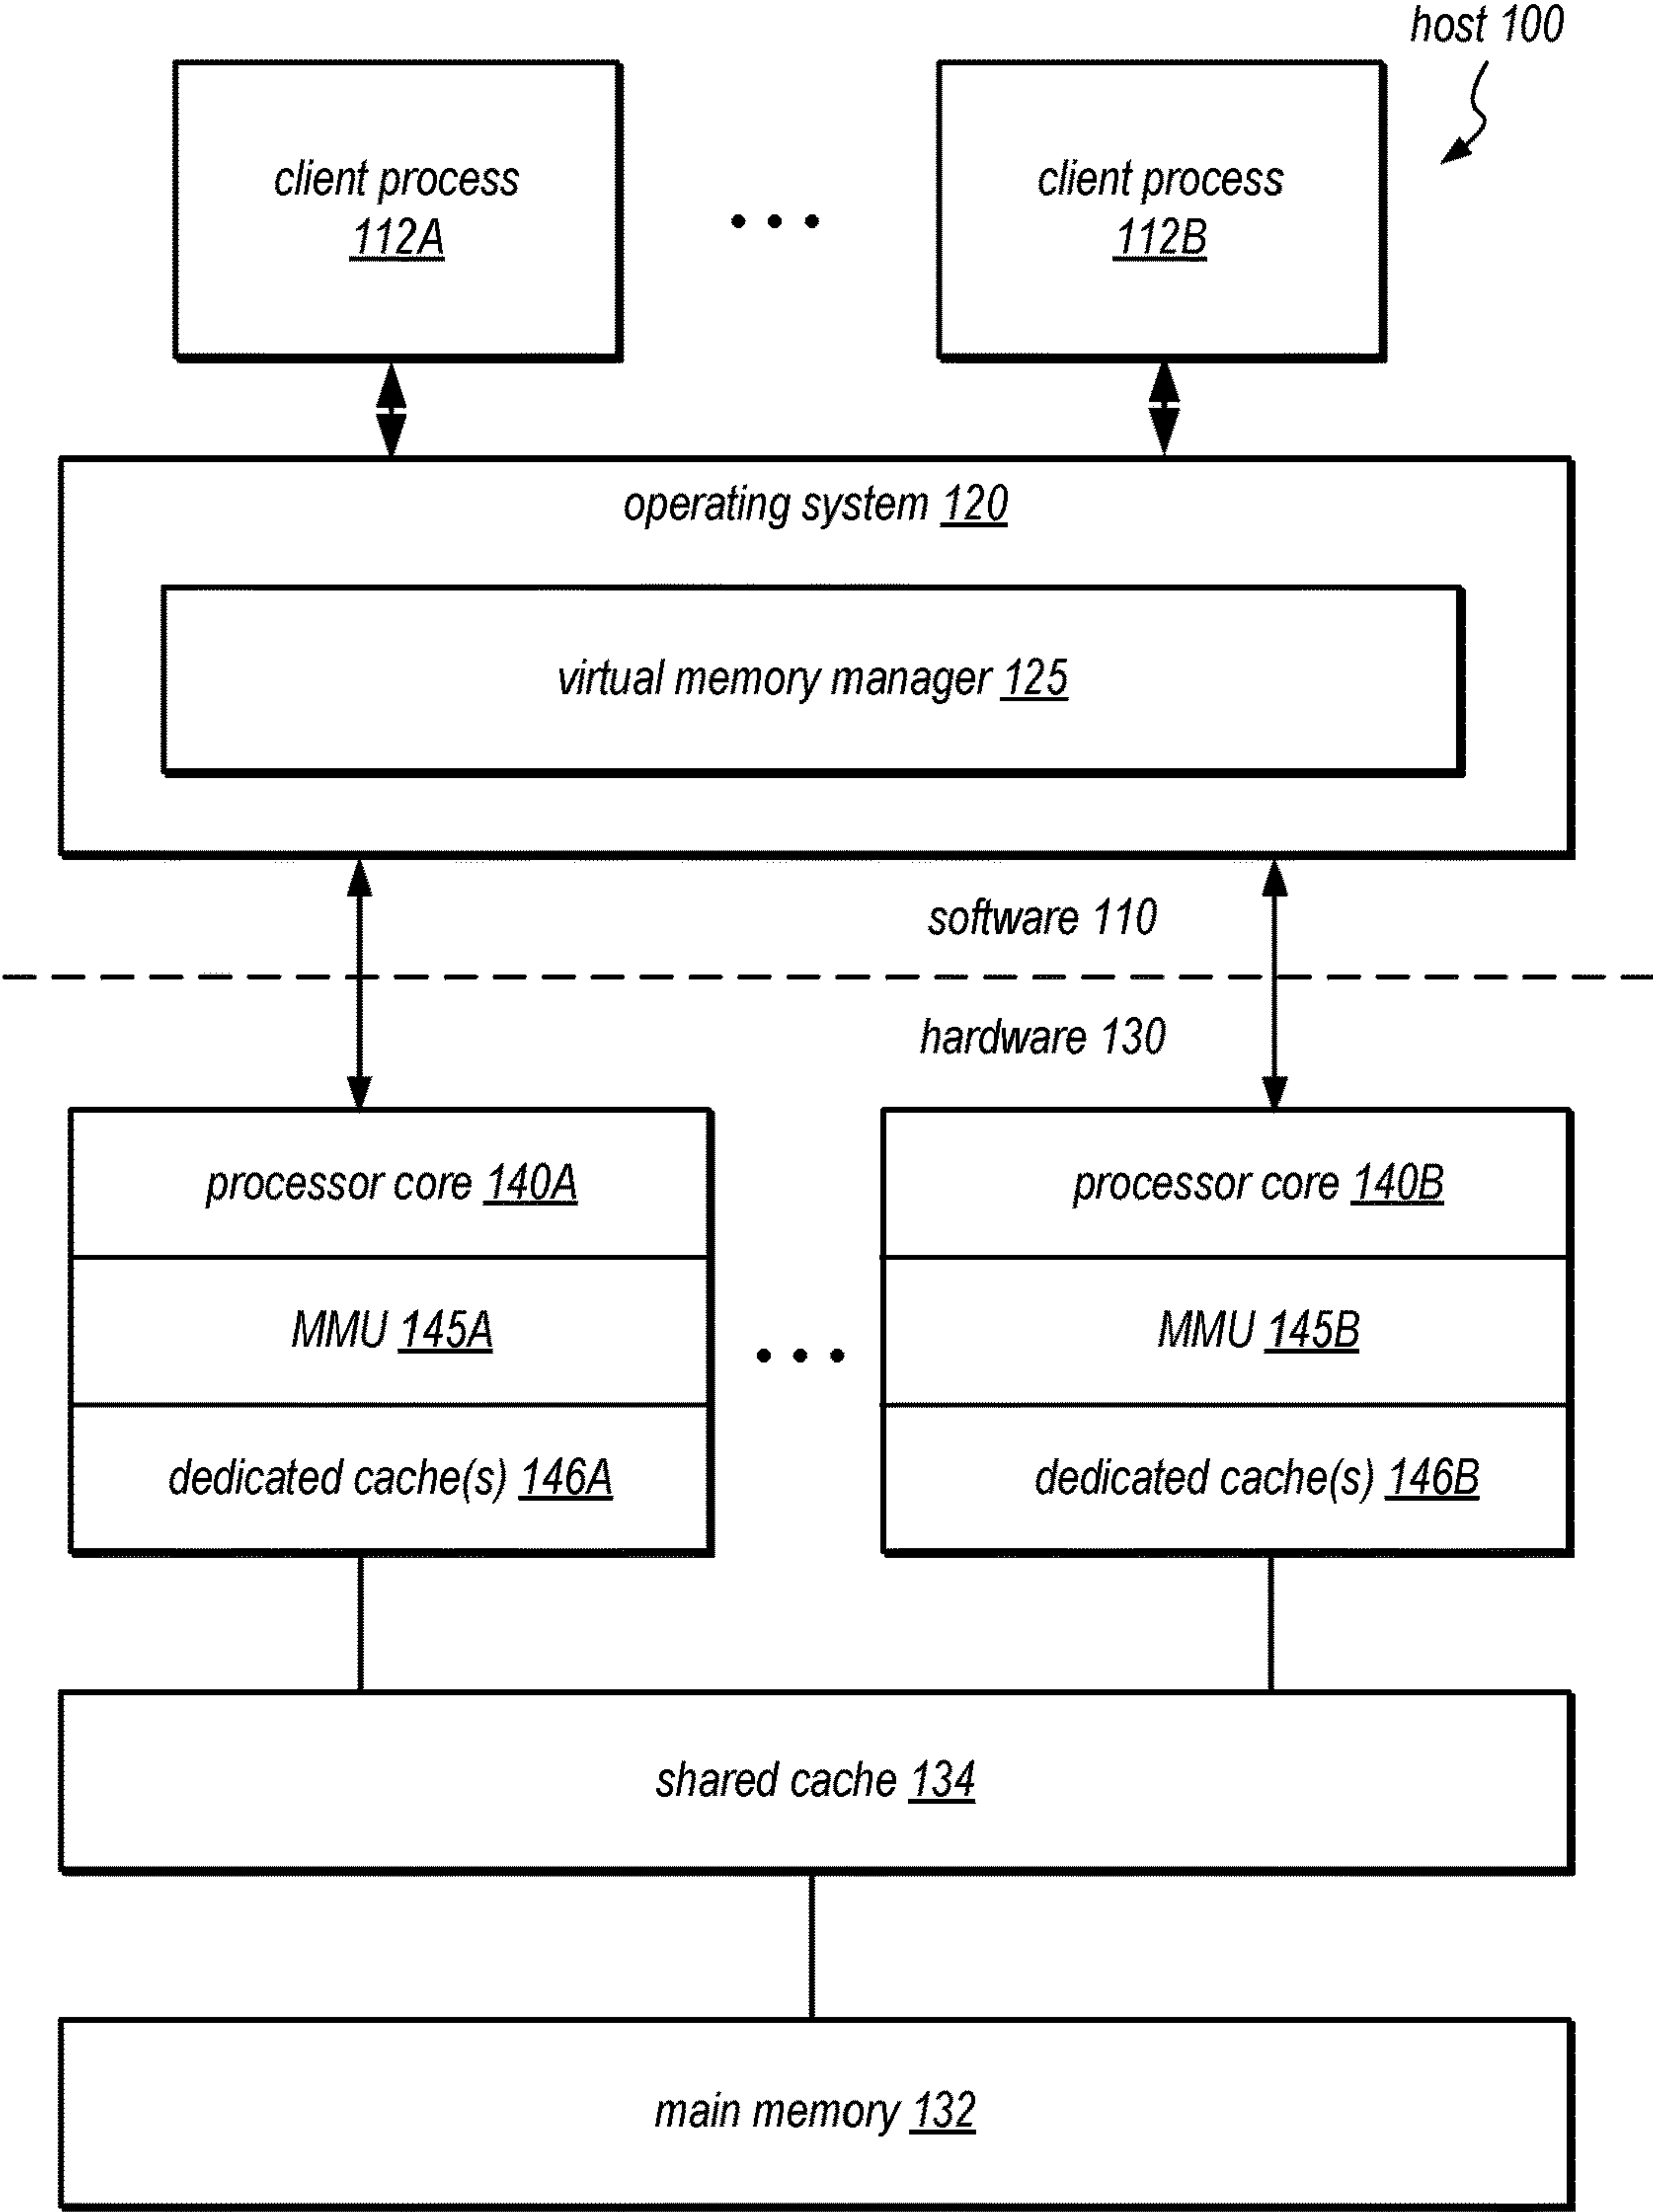 host 100
client process
112A
client process
112B
operating system 120
virtual memory manager 125
software 110
hardware 130
processor core 140A
processor core 140B
MMU 145A
MMU 145B
dedicated cache(s) 146A
dedicated cache(s) 146B
shared cache 134
main memory 132